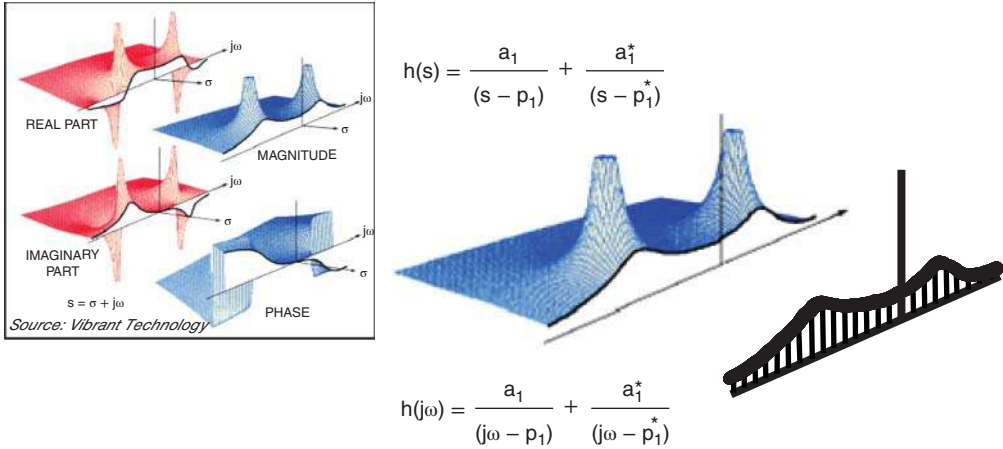 jω
σ
REAL PART
jω
σ
MAGNITUDE
jω
σ
IMAGINARY
PART
jω
σ
PHASE
s = σ + jω
Source: Vibrant Technology
h(s) = a₁ / (s – p₁) + a₁* / (s – p₁*)
h(jω) = a₁ / (jω – p₁) + a₁* / (jω – p₁*)